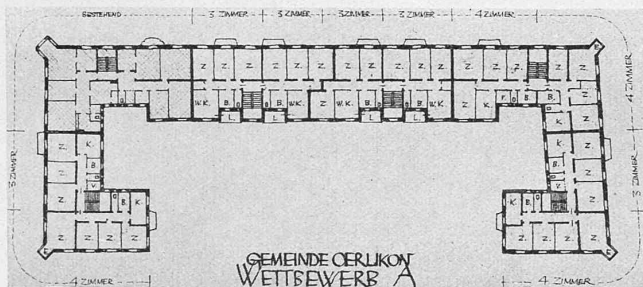 BESTEHEND 3 ZIMMER 3 ZIMMER 3 ZIMMER 3 ZIMMER 4 ZIMMER
Z. Z. Z. Z. Z. Z. Z. Z. Z. Z. Z. Z. Z.
W.K. B. B. W.K. Z. W.K. B. B. W.K. Z. K. B. B. Z.
L. L. L. L.
4 ZIMMER
3 ZIMMER
3 ZIMMER
K. K.
Z. B. B. Z.
Z. V. Z.
B. K. K. B.
Z. Z. Z. Z. Z. Z. Z. Z.
GEMEINDE OERLIKON
WETTBEWERB A
4 ZIMMER 4 ZIMMER